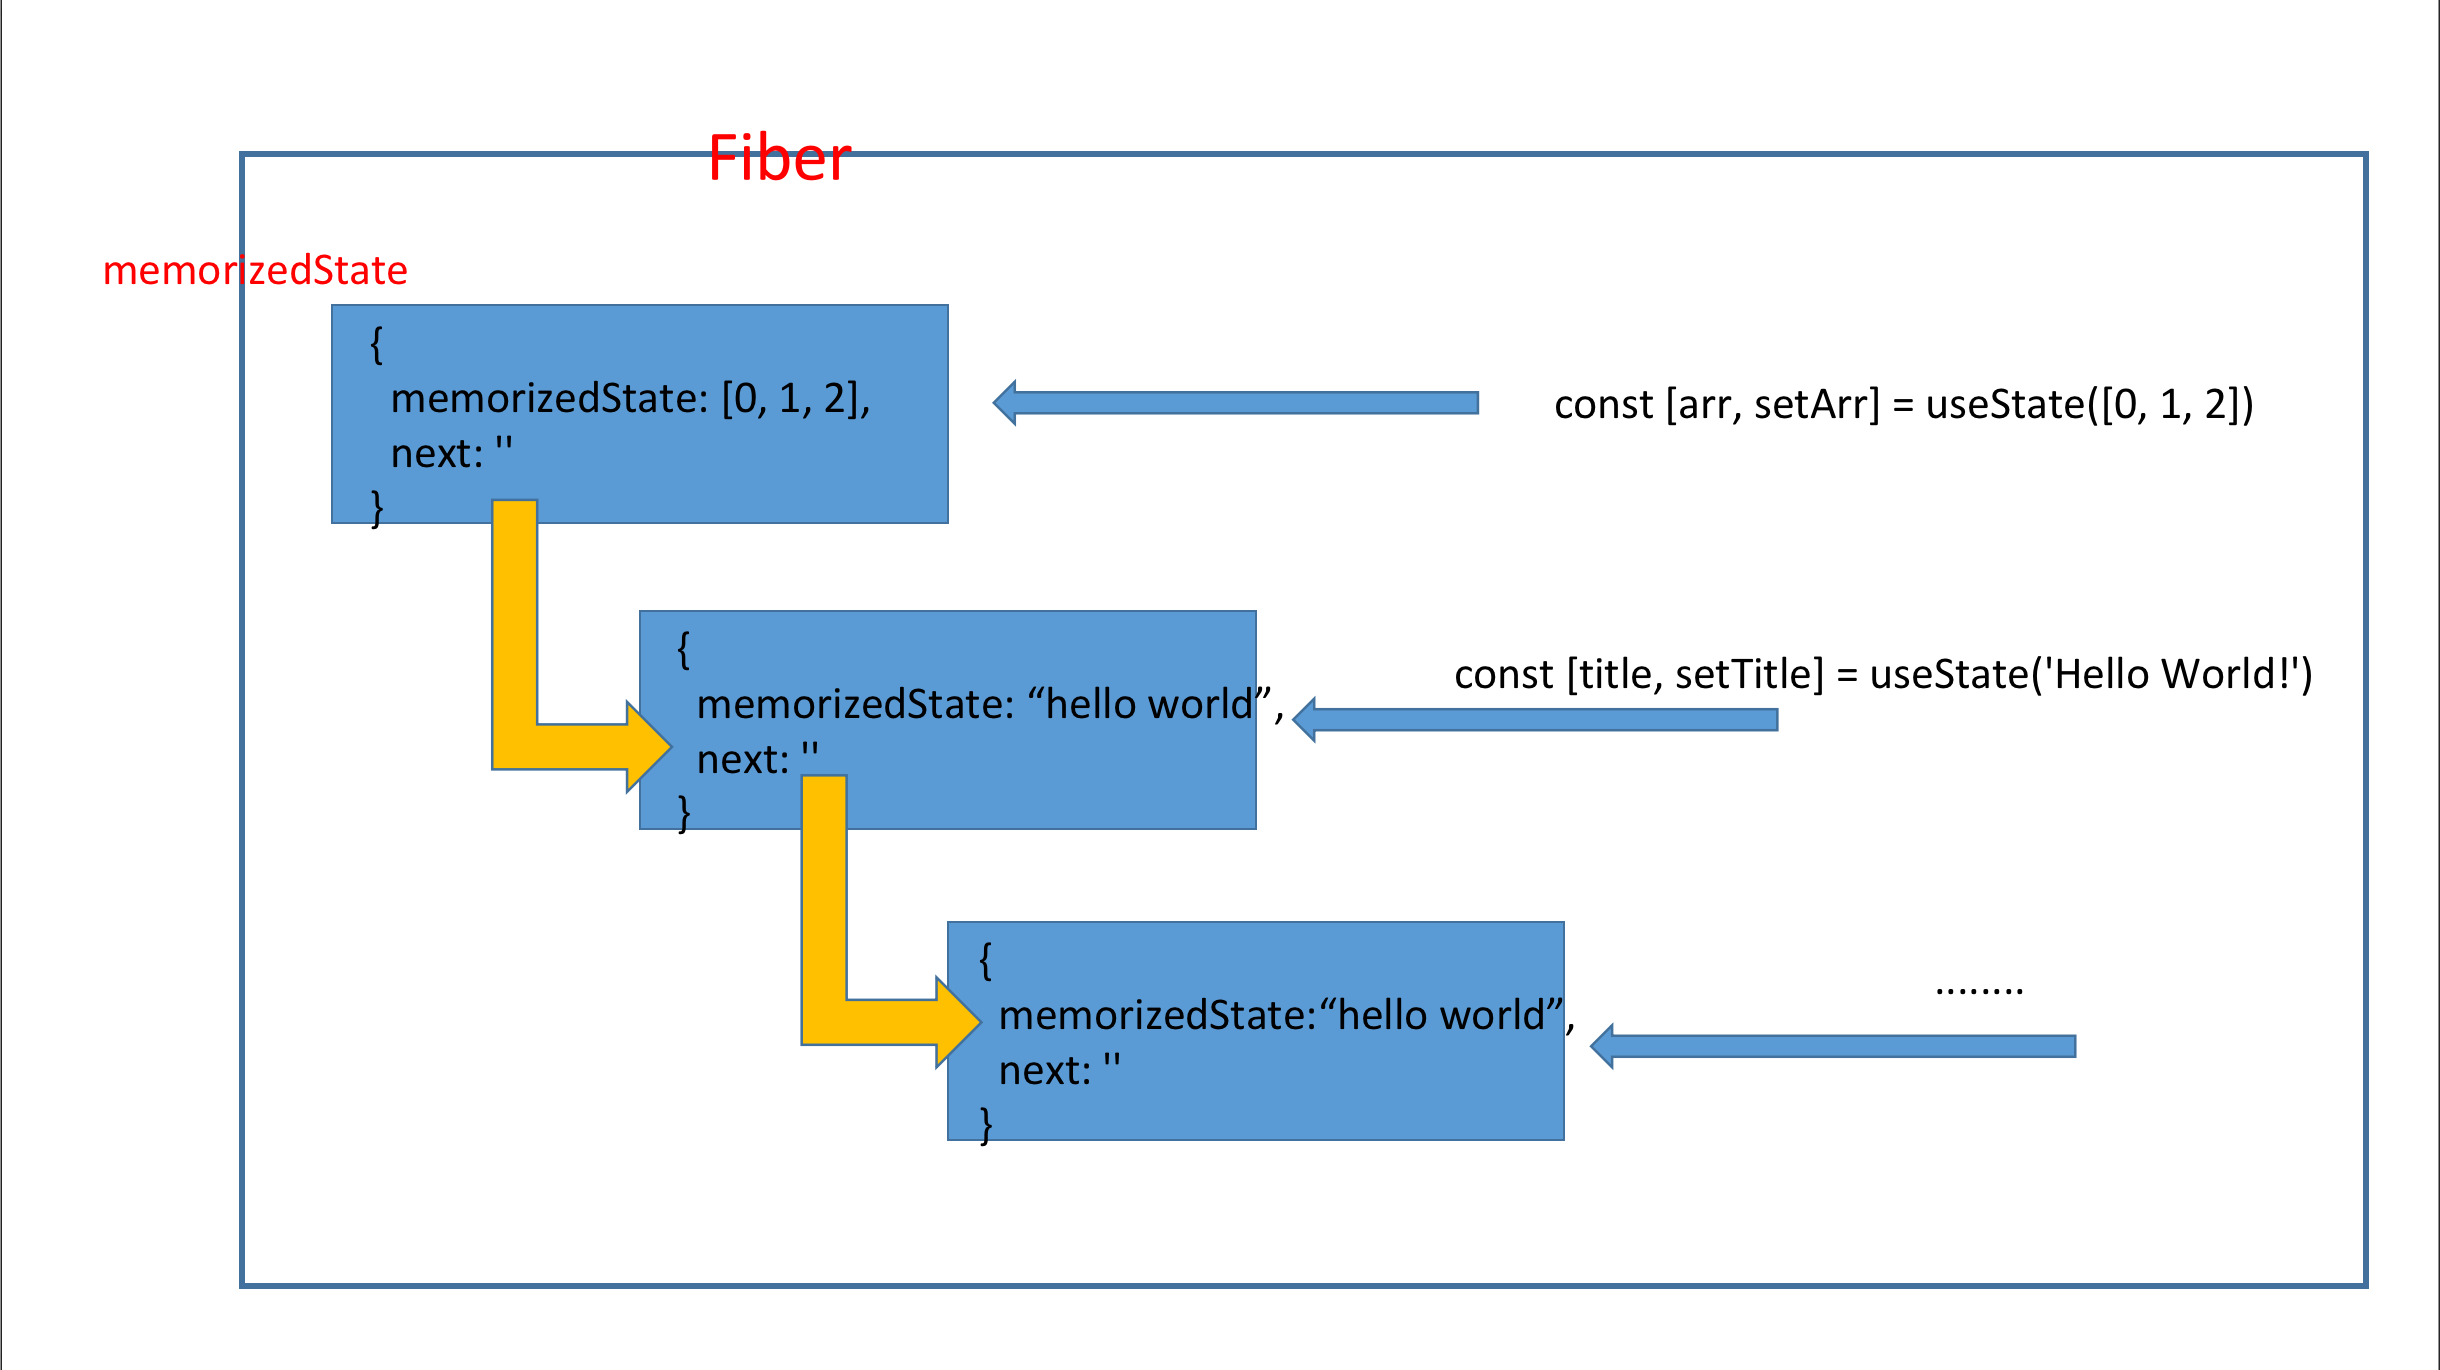 Fiber
memorizedState
{
memorizedState: [0, 1, 2],
next: ''
}
const [arr, setArr] = useState([0, 1, 2])
{
memorizedState: “hello world”,
next: ''
}
const [title, setTitle] = useState('Hello World!')
{
memorizedState:“hello world”,
next: ''
}
........